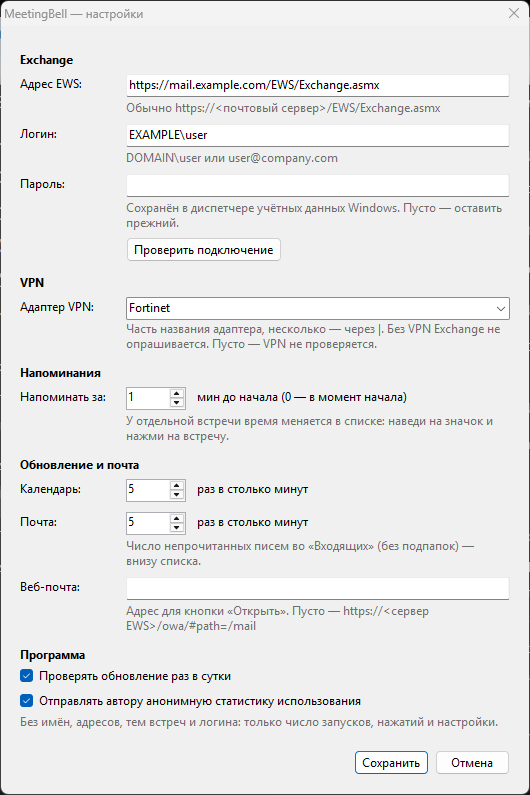 MeetingBell — настройки
Exchange
Адрес EWS:
https://mail.example.com/EWS/Exchange.asmx
Обычно https://<почтовый сервер>/EWS/Exchange.asmx
Логин:
EXAMPLE\user
DOMAIN\user или user@company.com
Пароль:
Сохранён в диспетчере учётных данных Windows. Пусто — оставить
прежний.
Проверить подключение
VPN
Адаптер VPN:
Fortinet
Часть названия адаптера, несколько — через |. Без VPN Exchange не
опрашивается. Пусто — VPN не проверяется.
Напоминания
Напоминать за:
1
мин до начала (0 — в момент начала)
У отдельной встречи время меняется в списке: наведи на значок и
нажми на встречу.
Обновление и почта
Календарь:
5
раз в столько минут
Почта:
5
раз в столько минут
Число непрочитанных писем во «Входящих» (без подпапок) —
внизу списка.
Веб-почта:
Адрес для кнопки «Открыть». Пусто — https://<сервер
EWS>/owa/#path=/mail
Программа
Проверять обновление раз в сутки
Отправлять автору анонимную статистику использования
Без имён, адресов, тем встреч и логина: только число запусков, нажатий и настройки.
Сохранить
Отмена